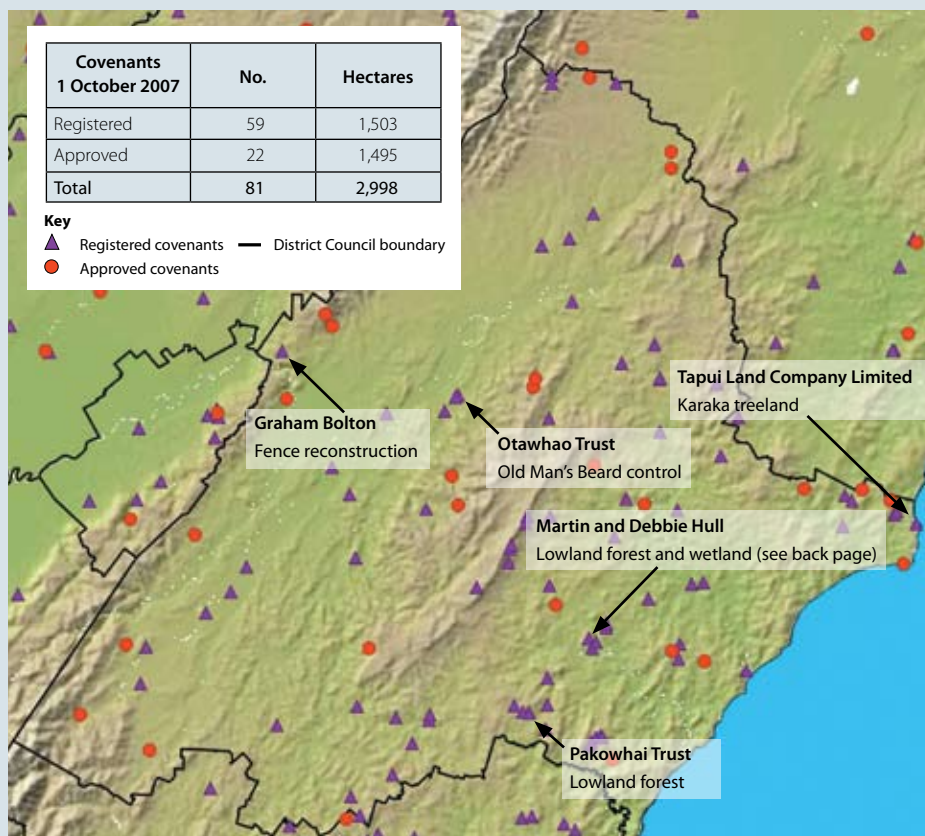 Covenants
1 October 2007
No.
Hectares
Registered 59 1,503
Approved 22 1,495
Total 81 2,998
Key
Registered covenants
District Council boundary
Approved covenants
Tapui Land Company Limited
Karaka treeland
Graham Bolton
Fence reconstruction
Otawhao Trust
Old Man's Beard control
Martin and Debbie Hull
Lowland forest and wetland (see back page)
Pakowhai Trust
Lowland forest